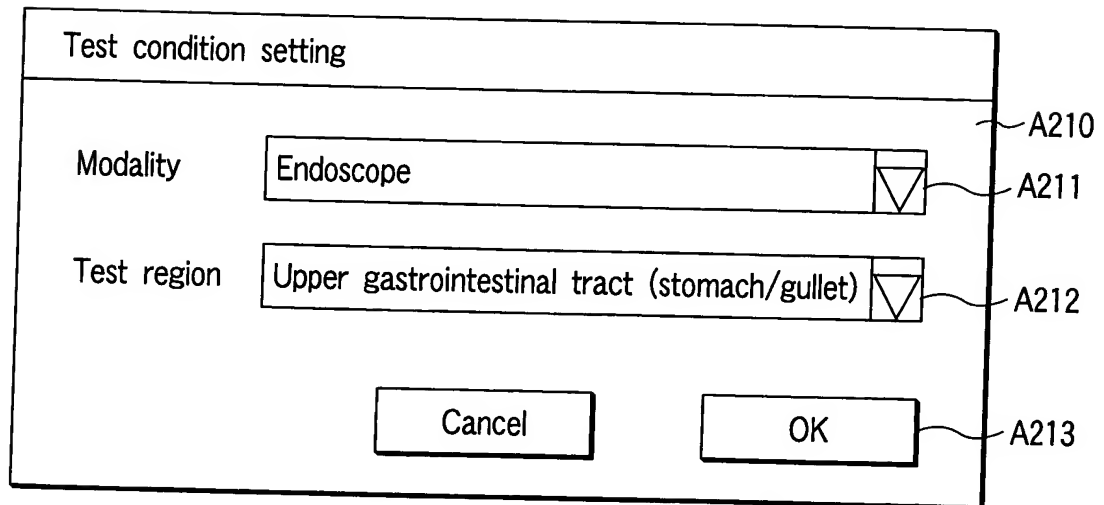 Test condition setting
A210
Modality Endoscope A211
Test region Upper gastrointestinal tract (stomach/gullet) A212
Cancel OK A213